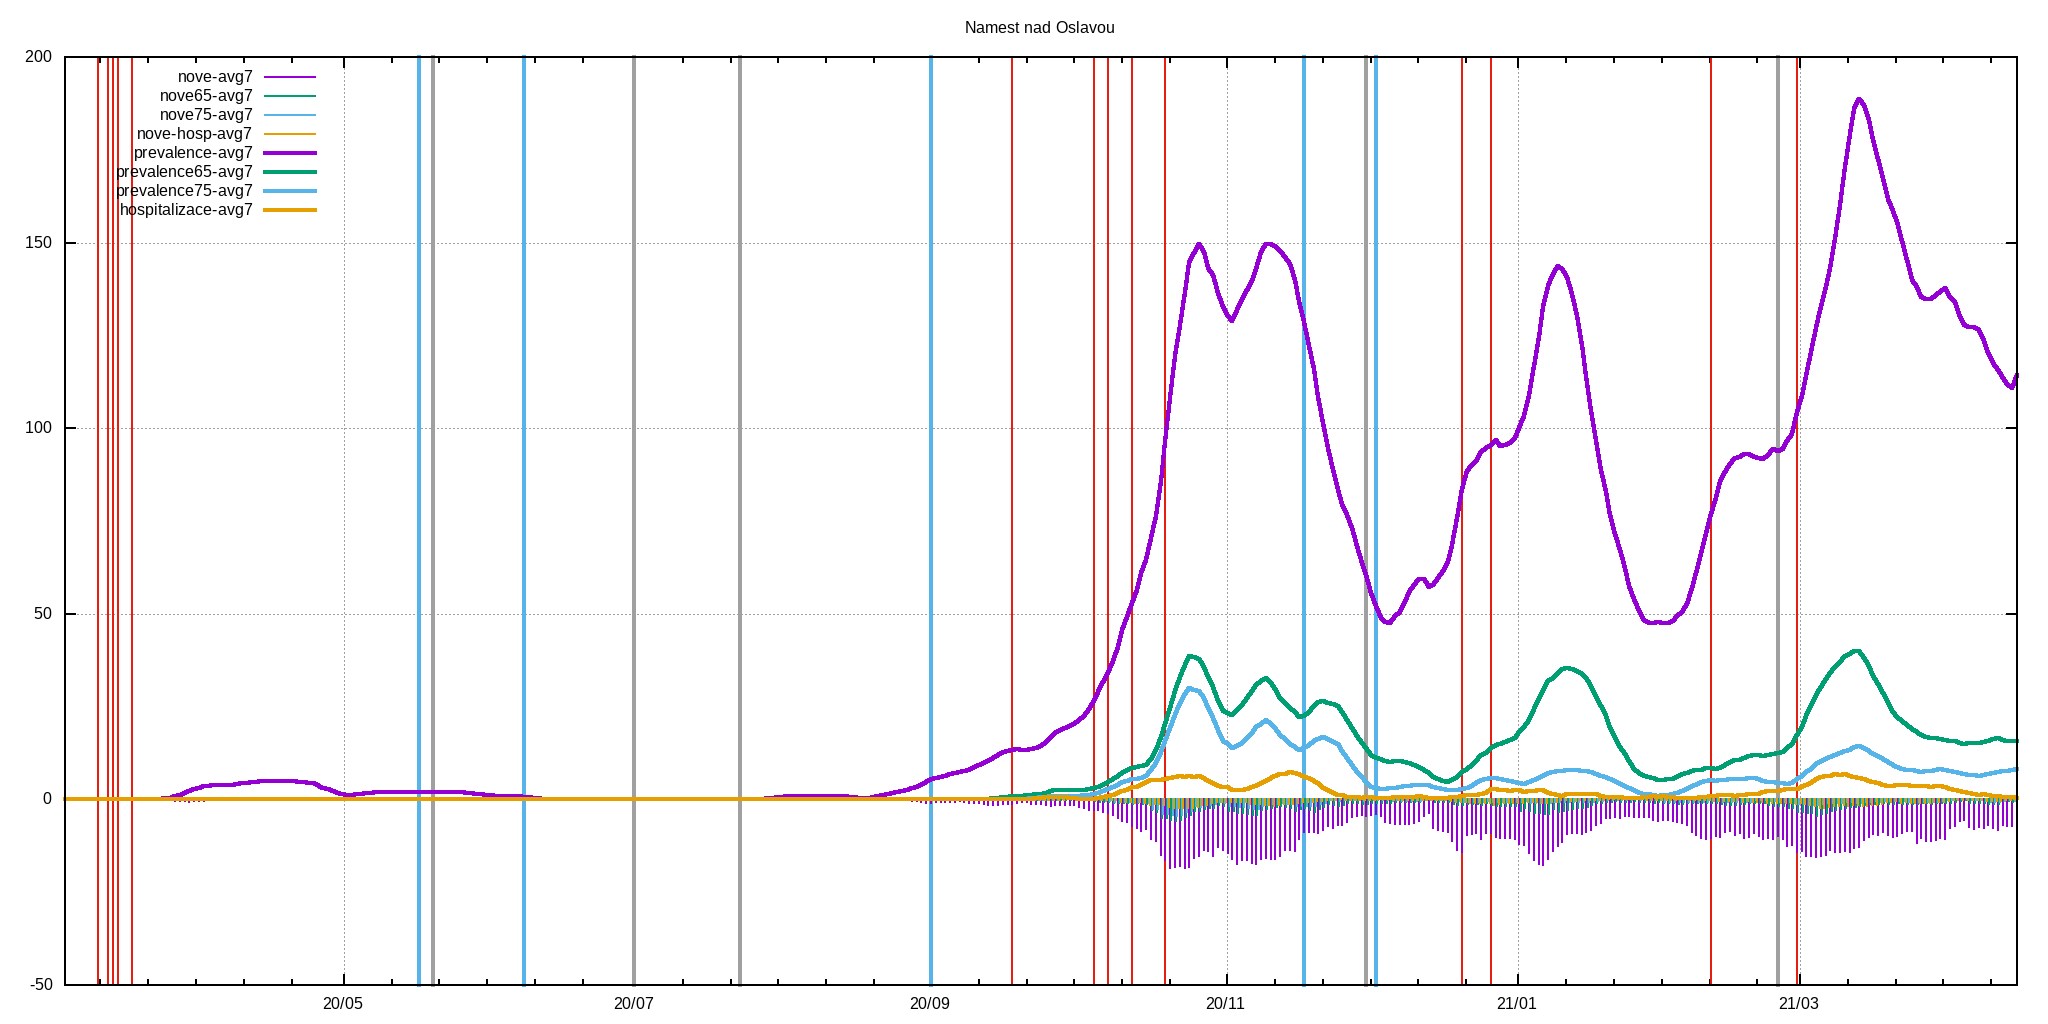 Namest nad Oslavou
200
150
100
50
0
-50
nove-avg7
nove65-avg7
nove75-avg7
nove-hosp-avg7
prevalence-avg7
prevalence65-avg7
prevalence75-avg7
hospitalizace-avg7
20/05
20/07
20/09
20/11
21/01
21/03